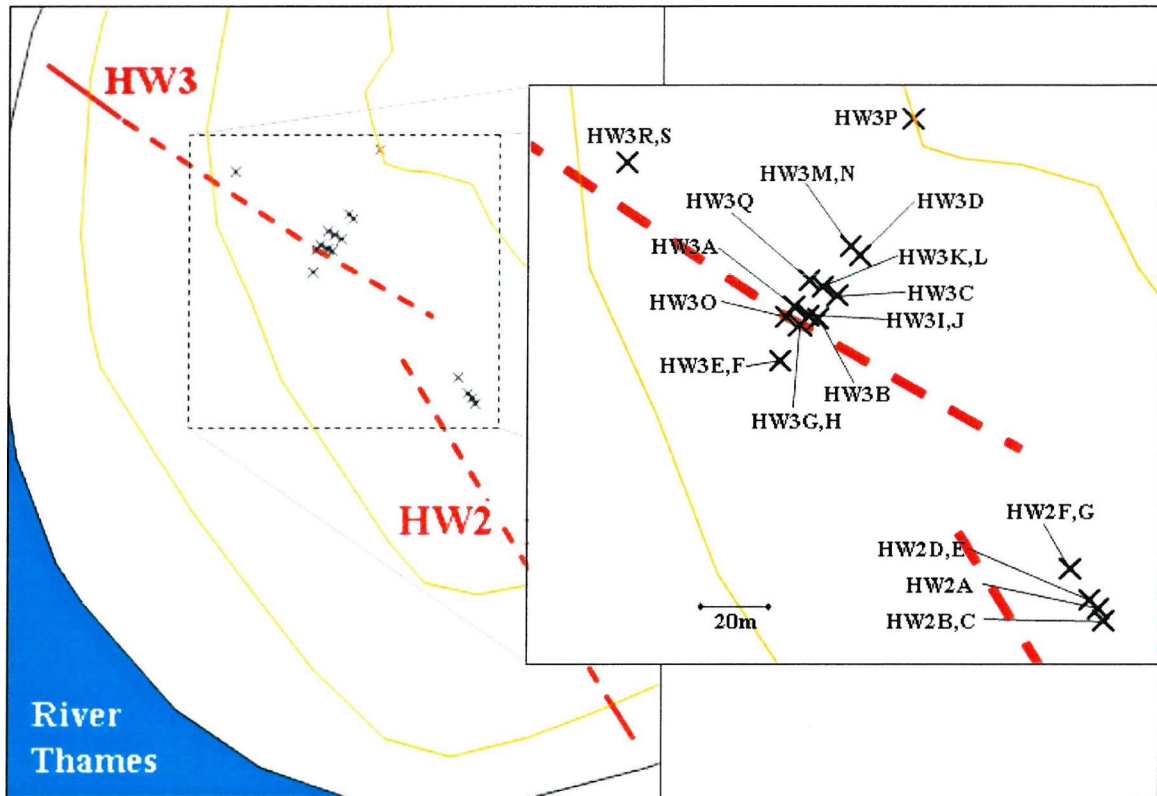 HW3
HW2
River
Thames
HW3P
HW3R,S
HW3M, N
HW3Q
HW3D
HW3A
HW3K, L
HW3C
HW3O
HW3I, J
HW3E, F
HW3B
HW3G, H
HW2F, G
HW2D, E
HW2A
HW2B, C
20m